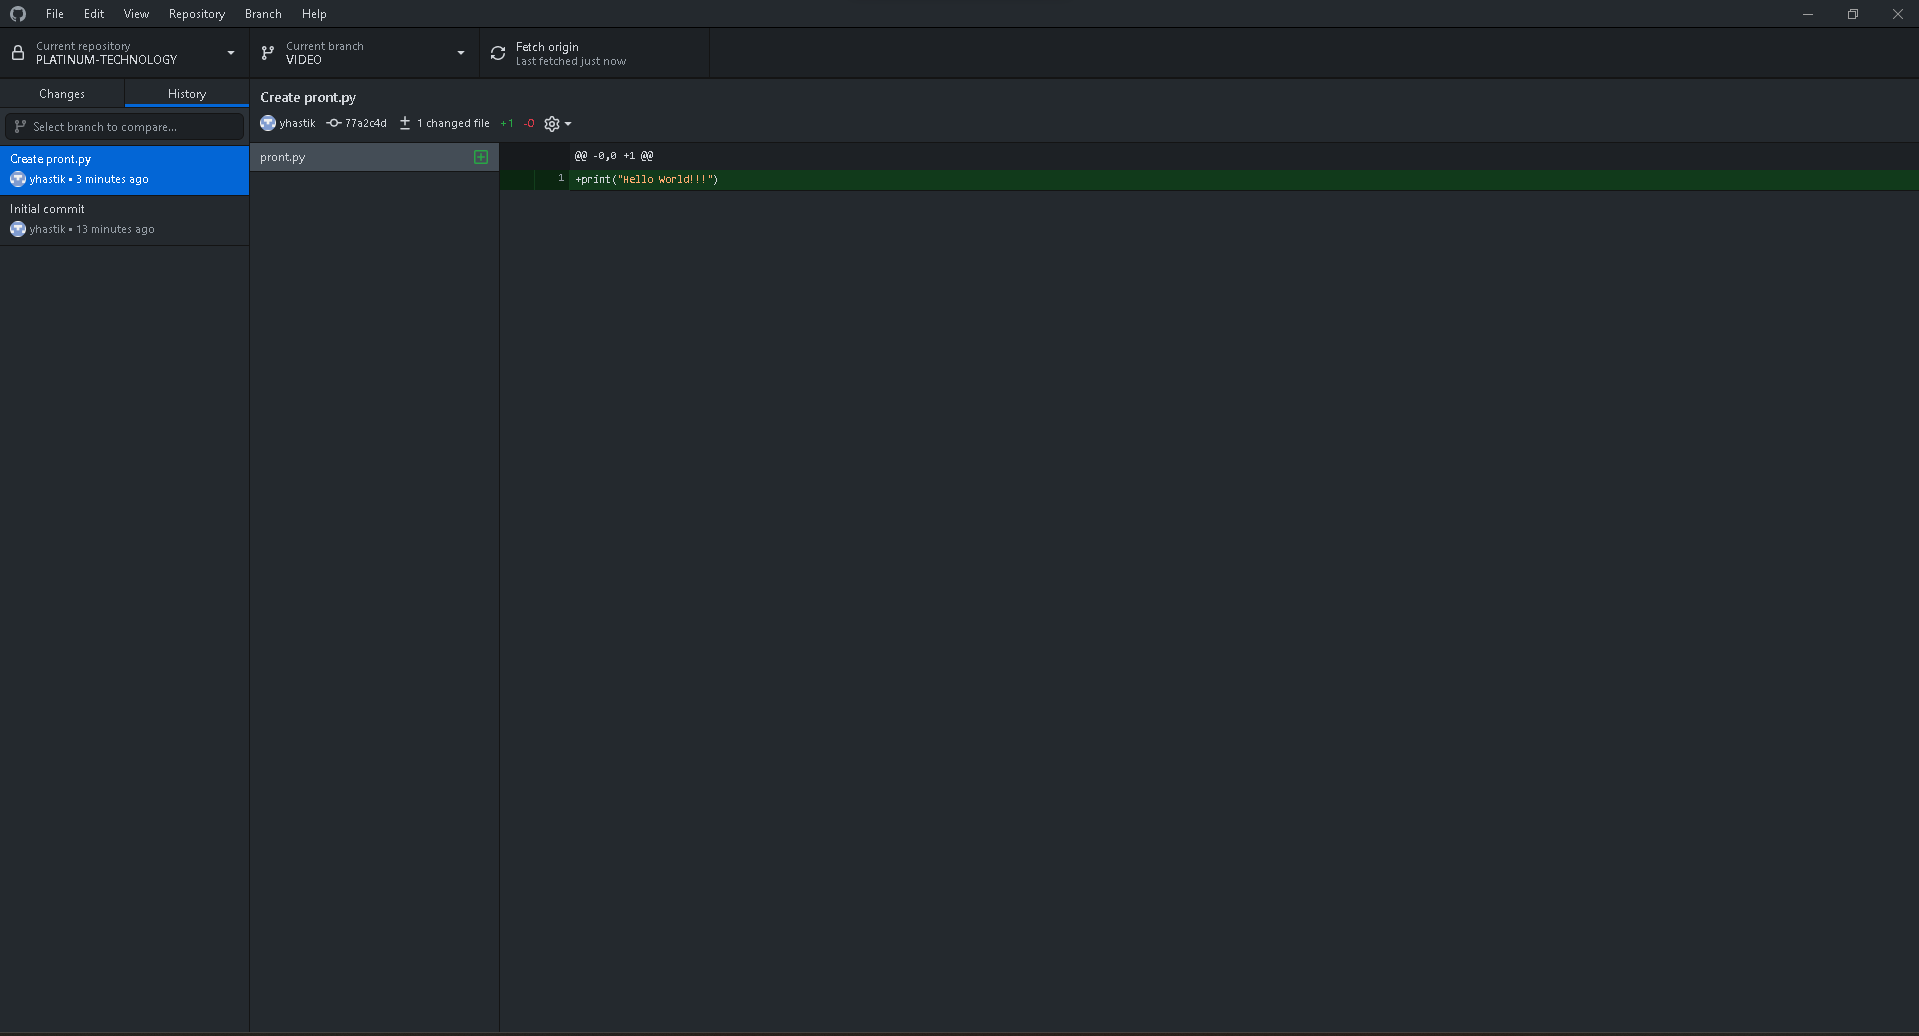 File Edit View Repository Branch Help
Current repository
PLATINUM-TECHNOLOGY
Current branch
VIDEO
Fetch origin
Last fetched just now
Changes History
Select branch to compare...
Create pront.py
yhastik • 3 minutes ago
Initial commit
yhastik • 13 minutes ago
Create pront.py
yhastik 77a2c4d 1 changed file +1 -0
pront.py
@@ -0,0 +1 @@
1 +print("Hello World!!!")